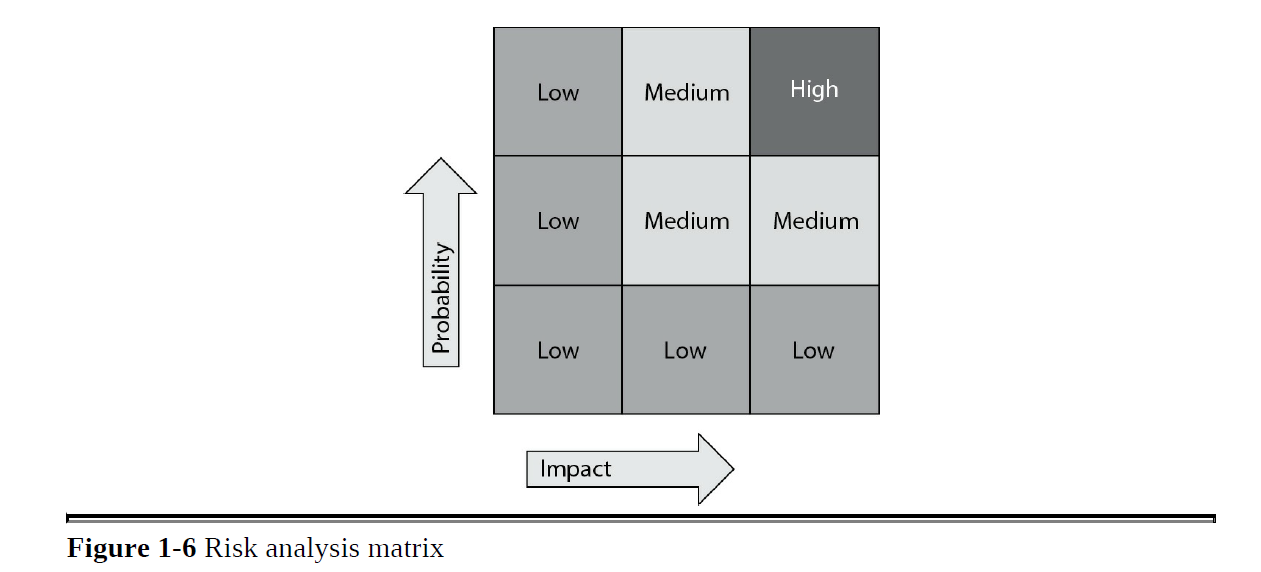 Low Medium High
Low Medium Medium
Probability
Low Low Low
Impact
Figure 1-6 Risk analysis matrix